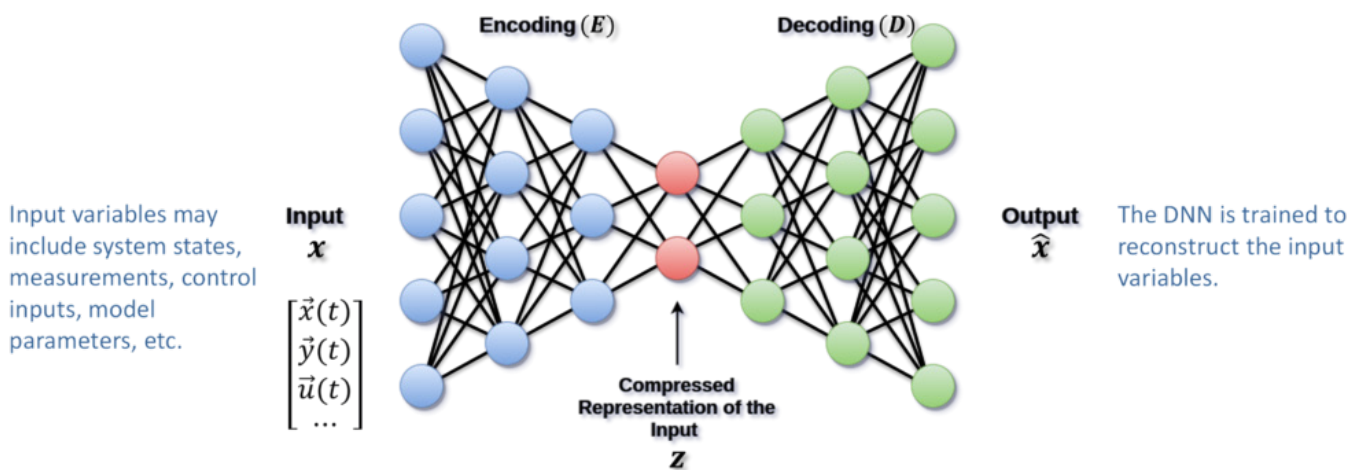 Encoding (E)
Decoding (D)
Input variables may
include system states,
measurements, control
inputs, model
parameters, etc.
Input
x
[x⃗(t)
y⃗(t)
u⃗(t)
...]
Compressed
Representation of the
Input
z
Output
x̂
The DNN is trained to
reconstruct the input
variables.